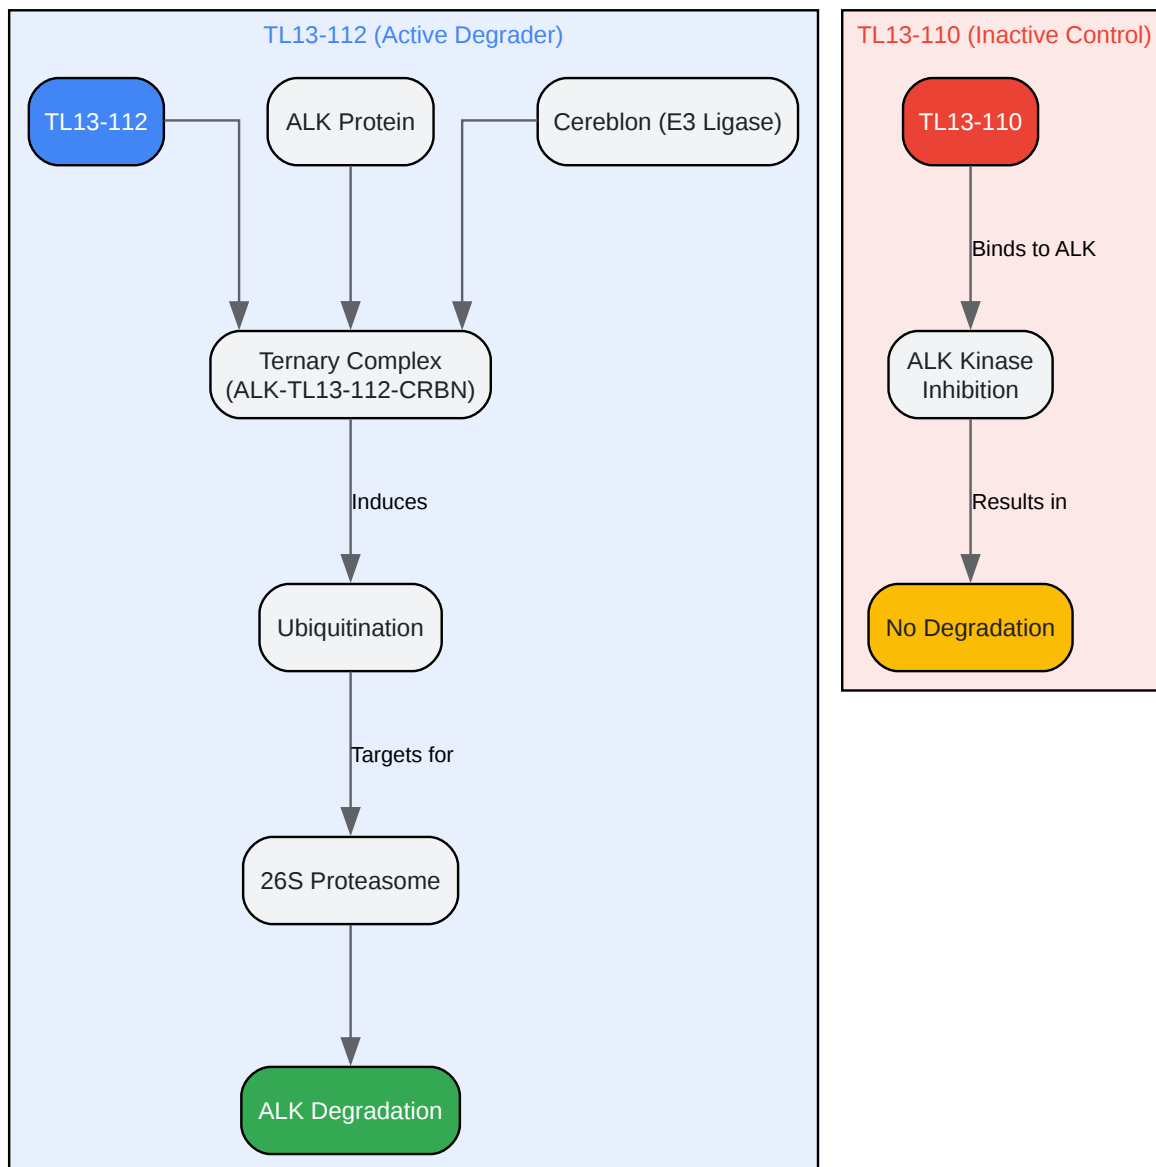 TL13-112 (Active Degrader)
TL13-112
ALK Protein
Cereblon (E3 Ligase)
Ternary Complex
(ALK-TL13-112-CRBN)
Induces
Ubiquitination
Targets for
26S Proteasome
ALK Degradation
TL13-110 (Inactive Control)
TL13-110
Binds to ALK
ALK Kinase
Inhibition
Results in
No Degradation